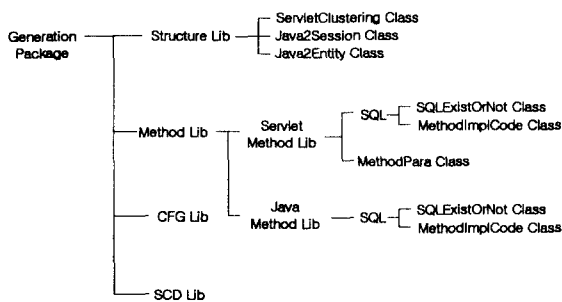 Generation
Package
Structure Lib
ServletClustering Class
Java2Session Class
Java2Entity Class
Method Lib
Servlet
Method Lib
SQL
SQLExistOrNot Class
MethodImplCode Class
MethodPara Class
Java
Method Lib
SQL
SQLExistOrNot Class
MethodImplCode Class
CFG Lib
SCD Lib